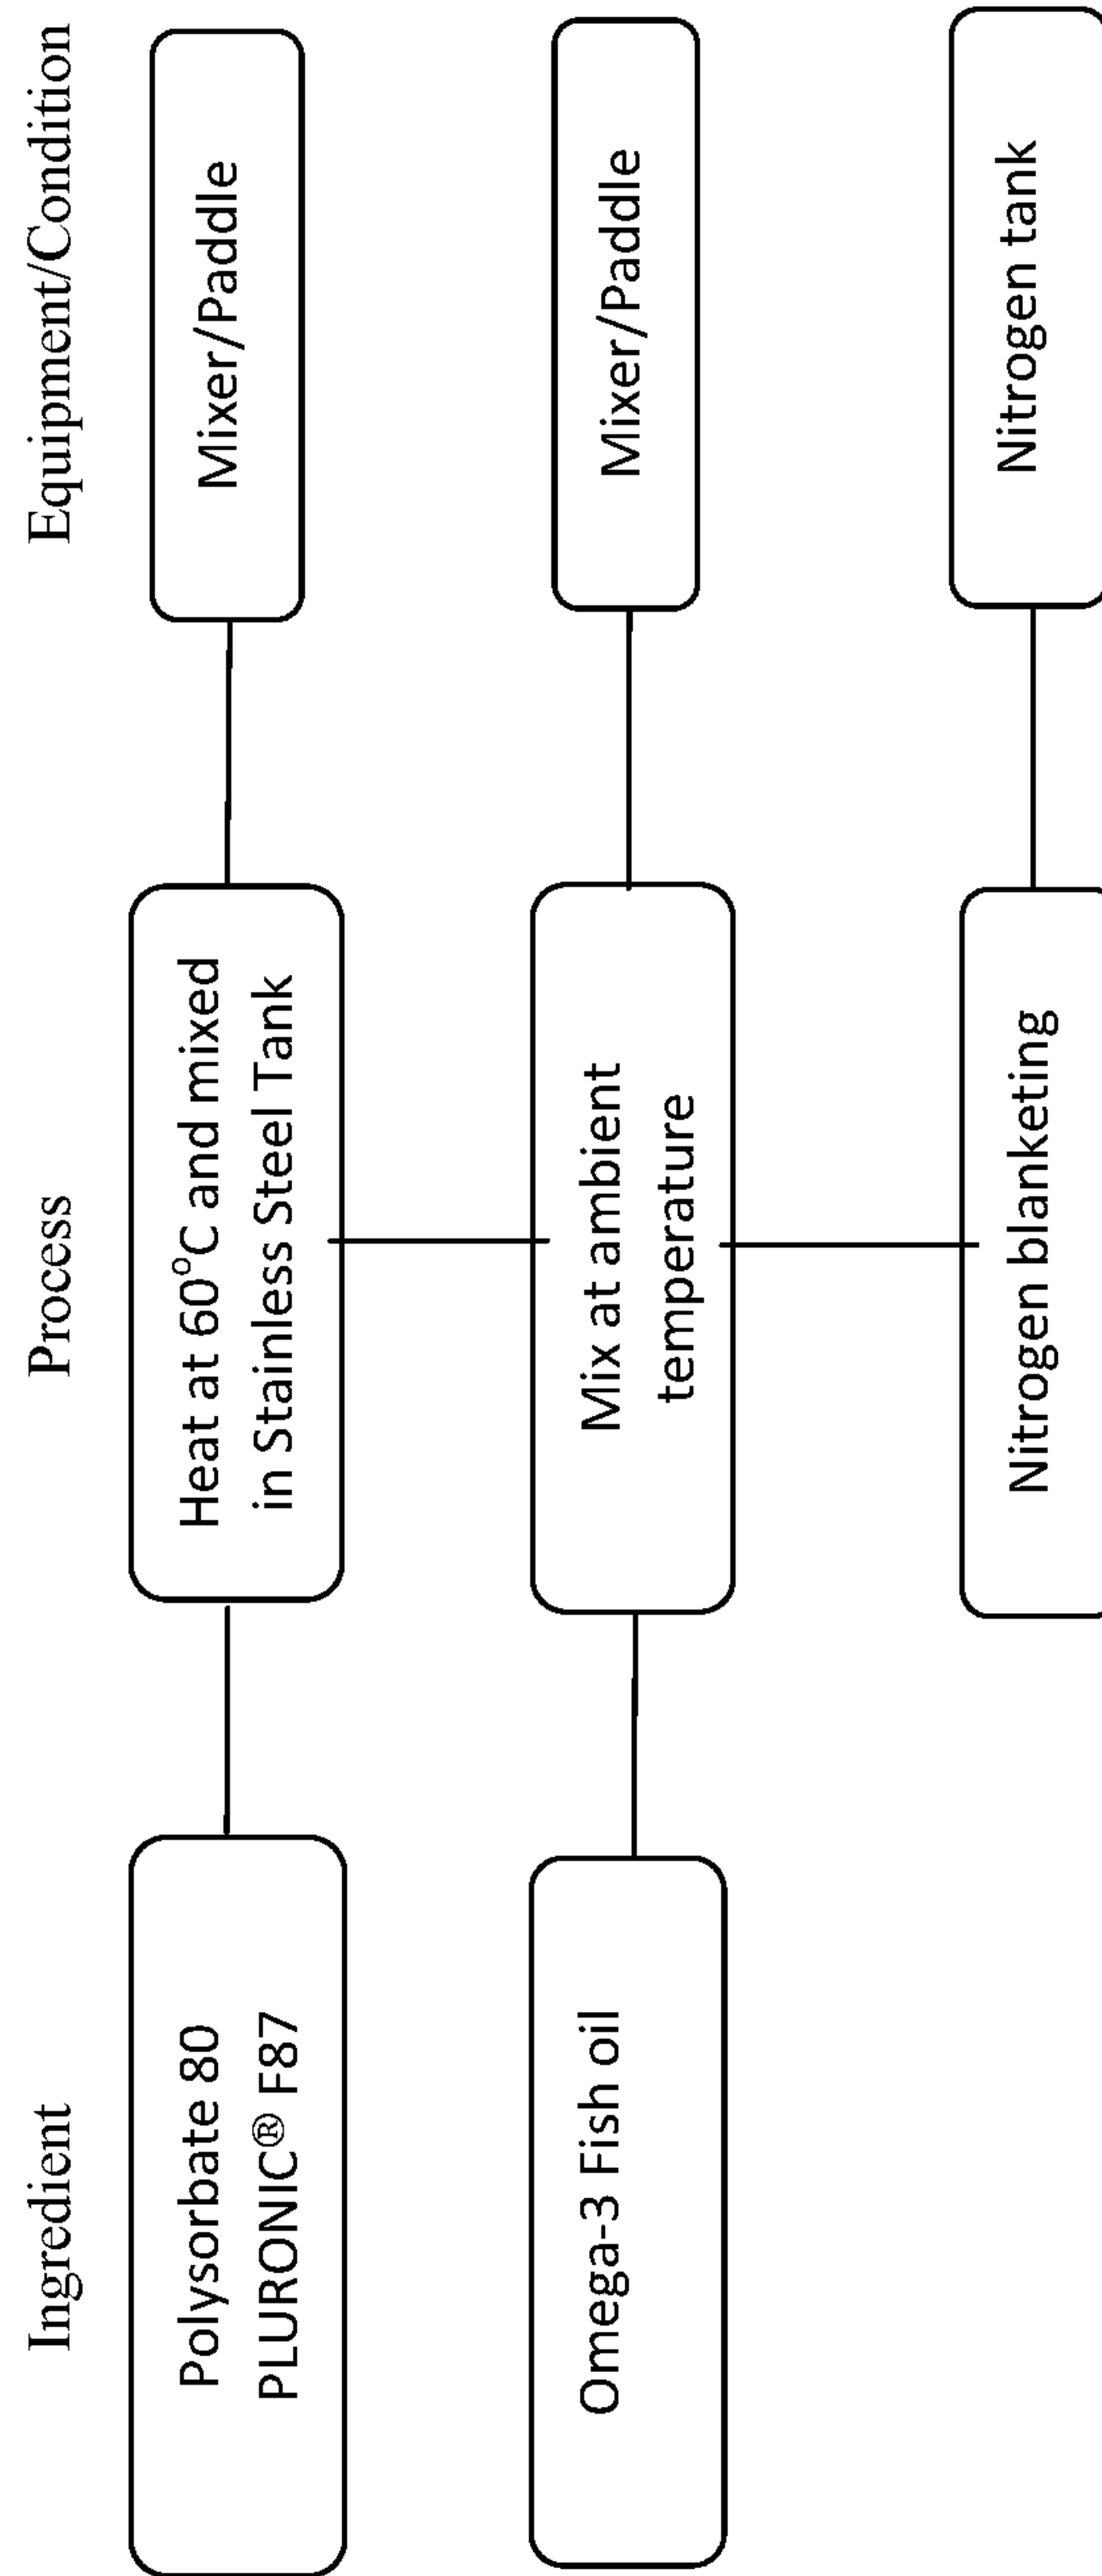 Ingredient
Process
Equipment/Condition
Polysorbate 80
PLURONIC® F87
Heat at 60°C and mixed
in Stainless Steel Tank
Mixer/Paddle
Omega-3 Fish oil
Mix at ambient
temperature
Mixer/Paddle
Nitrogen blanketing
Nitrogen tank